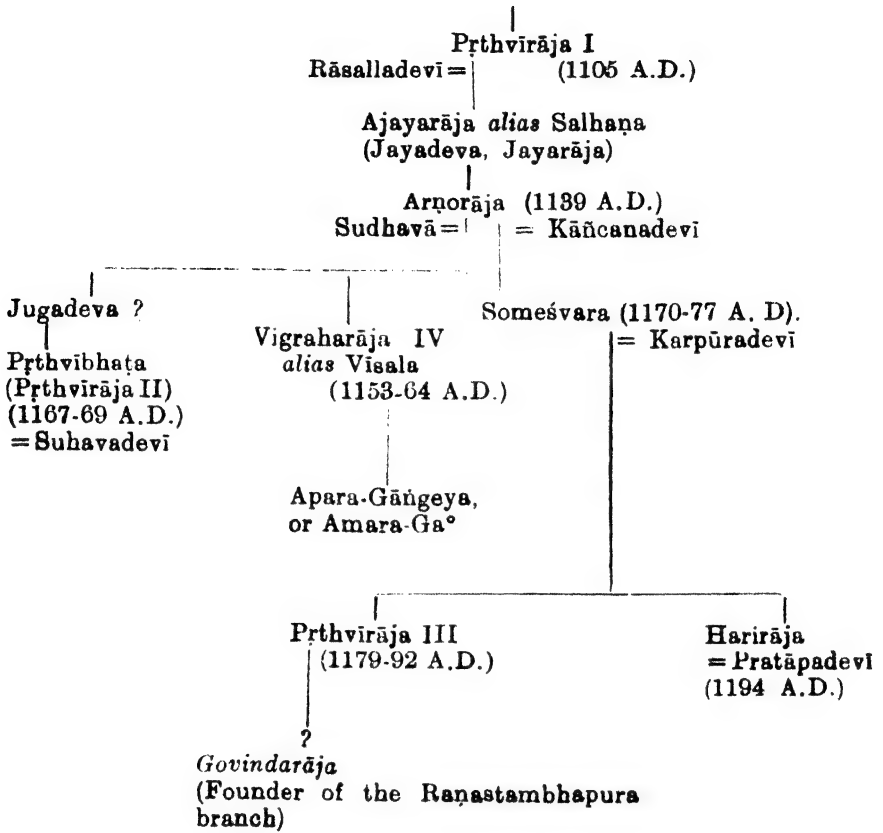 Pṛthvīrāja I
Rāsalladevī = (1105 A.D.)
Ajayarāja alias Salhaṇa
(Jayadeva, Jayarāja)
Arṇorāja (1139 A.D.)
Sudhavā = = Kāñcanadevī
Jugadeva ?
Pṛthvībhaṭa
(Pṛthvīrāja II)
(1167-69 A.D.)
= Suhavadevī
Vigraharāja IV
alias Vīsala
(1153-64 A.D.)
Apara-Gāṅgeya,
or Amara-Ga°
Someśvara (1170-77 A. D).
= Karpūradevī
Pṛthvīrāja III
(1179-92 A.D.)
?
Govindarāja
(Founder of the Raṇastambhapura
branch)
Harirāja
= Pratāpadevī
(1194 A.D.)